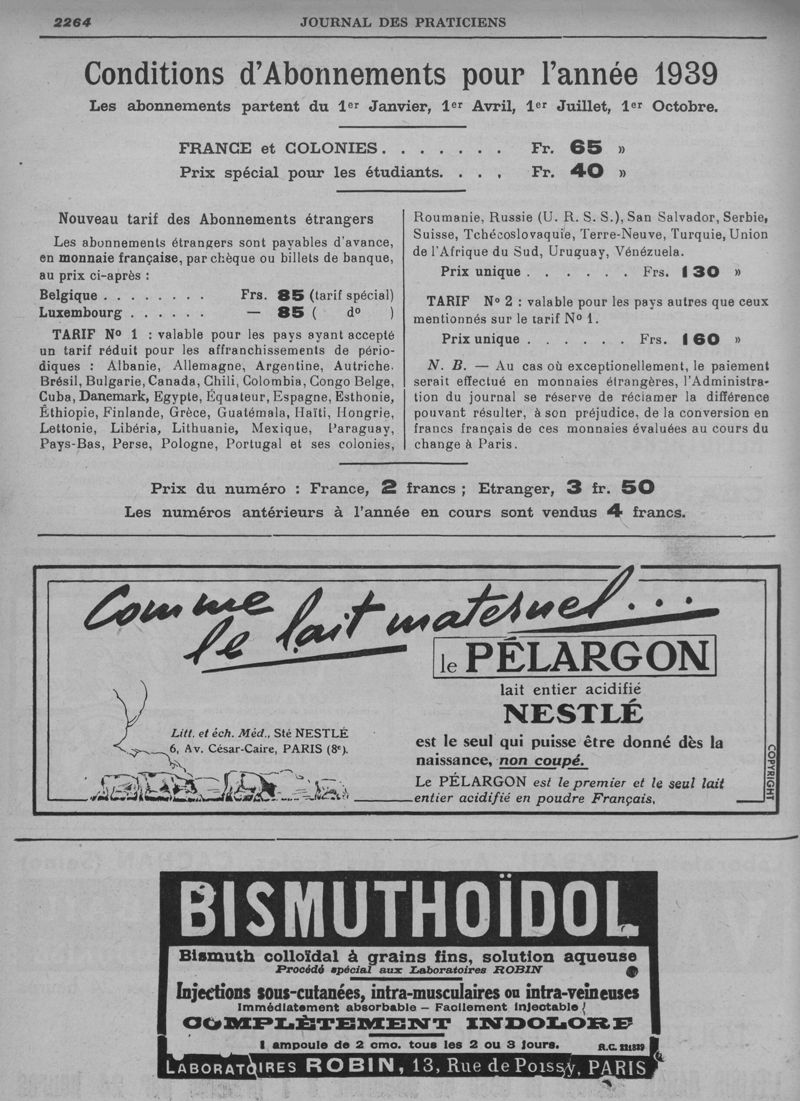 2264
JOURNAL DES PRATICIENS
Conditions d'Abonnements pour l'année 1939
Les abonnements partent du 1er Janvier, 1er Avril, 1er Juillet, 1er Octobre.
FRANCE et COLONIES. . . . . . . Fr. 65 »
Prix spécial pour les étudiants. . . . Fr. 40 »
Nouveau tarif des Abonnements étrangers
Les abonnements étrangers sont payables d'avance,
en monnaie française, par chèque ou billets de banque,
au prix ci-après :
Belgique . . . . . . . . Frs. 85 (tarif spécial)
Luxembourg . . . . . . — 85 ( do )
TARIF No 1 : valable pour les pays ayant accepté
un tarif réduit pour les affranchissements de pério-
diques : Albanie, Allemagne, Argentine, Autriche.
Brésil, Bulgarie, Canada, Chili, Colombia, Congo Belge,
Cuba, Danemark, Egypte, Equateur, Espagne, Esthonie,
Éthiopie, Finlande, Grèce, Guatémala, Haïti, Hongrie,
Lettonie, Libéria, Lithuanie, Mexique, Paraguay,
Pays-Bas, Perse, Pologne, Portugal et ses colonies,
Roumanie, Russie (U. R. S. S.), San Salvador, Serbie,
Suisse, Tchécoslovaquie, Terre-Neuve, Turquie, Union
de l'Afrique du Sud, Uruguay, Vénézuela.
Prix unique . . . . . . Frs. 130 »
TARIF No 2 : valable pour les pays autres que ceux
mentionnés sur le tarif No 1.
Prix unique . . . . . . Frs. 160 »
N. B. — Au cas où exceptionellement, le paiement
serait effectué en monnaies étrangères, l'Administra-
tion du journal se réserve de réclamer la différence
pouvant résulter, à son préjudice, de la conversion en
francs français de ces monnaies évaluées au cours du
change à Paris.
Prix du numéro : France, 2 francs ; Etranger, 3 fr. 50
Les numéros antérieurs à l'année en cours sont vendus 4 francs.
Comme
le lait maternel...
le PÉLARGON
lait entier acidifié
NESTLÉ
est le seul qui puisse être donné dès la
naissance, non coupé.
Le PÉLARGON est le premier et le seul lait
entier acidifié en poudre Français.
Litt. et éch. Méd., Sté NESTLÉ
6, Av. César-Caire, PARIS (8e).
COPYRIGHT
BISMUTHOÏDOL
Bismuth colloïdal à grains fins, solution aqueuse
Procédé spécial aux Laboratoires ROBIN
Injections sous-cutanées, intra-musculaires ou intra-veineuses
Immédiatement absorbable – Facilement injectable
COMPLÈTEMENT INDOLORE
1 ampoule de 2 cmc. tous les 2 ou 3 jours.
R.C. 221839
LABORATOIRES ROBIN, 13, Rue de Poissy, PARIS